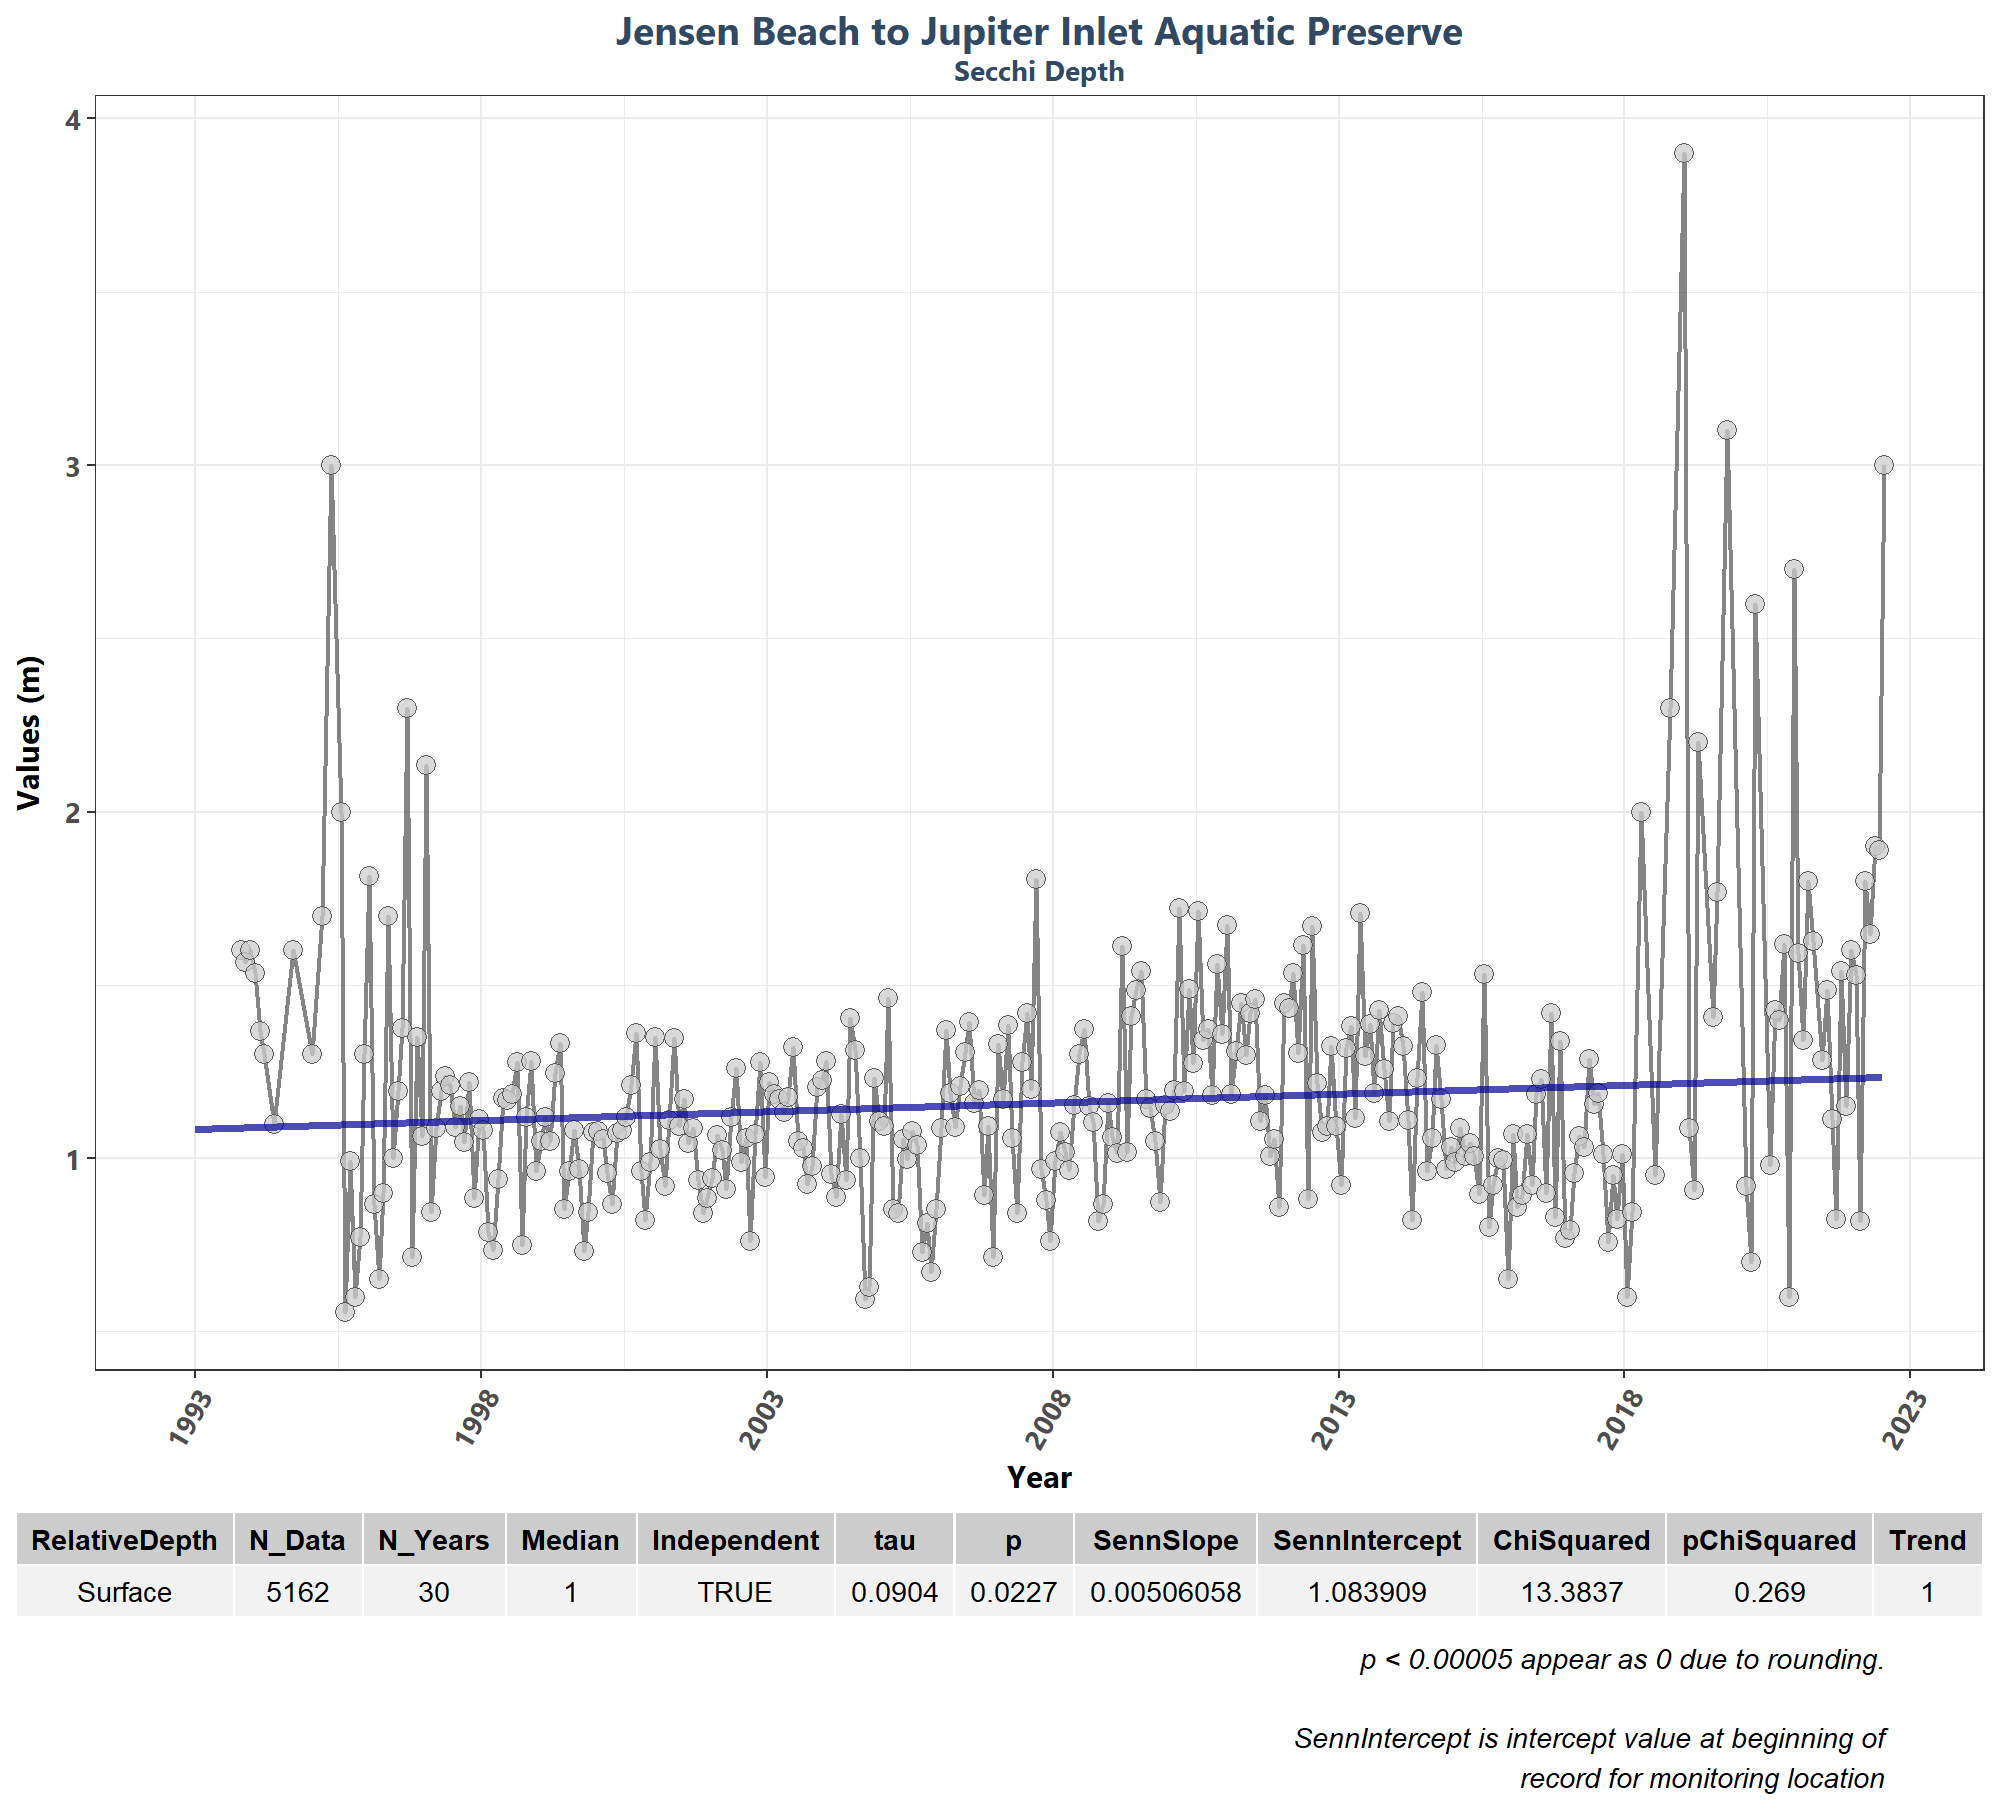 Jensen Beach to Jupiter Inlet Aquatic Preserve
Secchi Depth
4
3
2
1
Values (m)
1993 1998 2003 2008 2013 2018 2023
Year
RelativeDepth N_Data N_Years Median Independent tau p SennSlope SennIntercept ChiSquared pChiSquared Trend
Surface 5162 30 1 TRUE 0.0904 0.0227 0.00506058 1.083909 13.3837 0.269 1
p < 0.00005 appear as 0 due to rounding.
SennIntercept is intercept value at beginning of
record for monitoring location